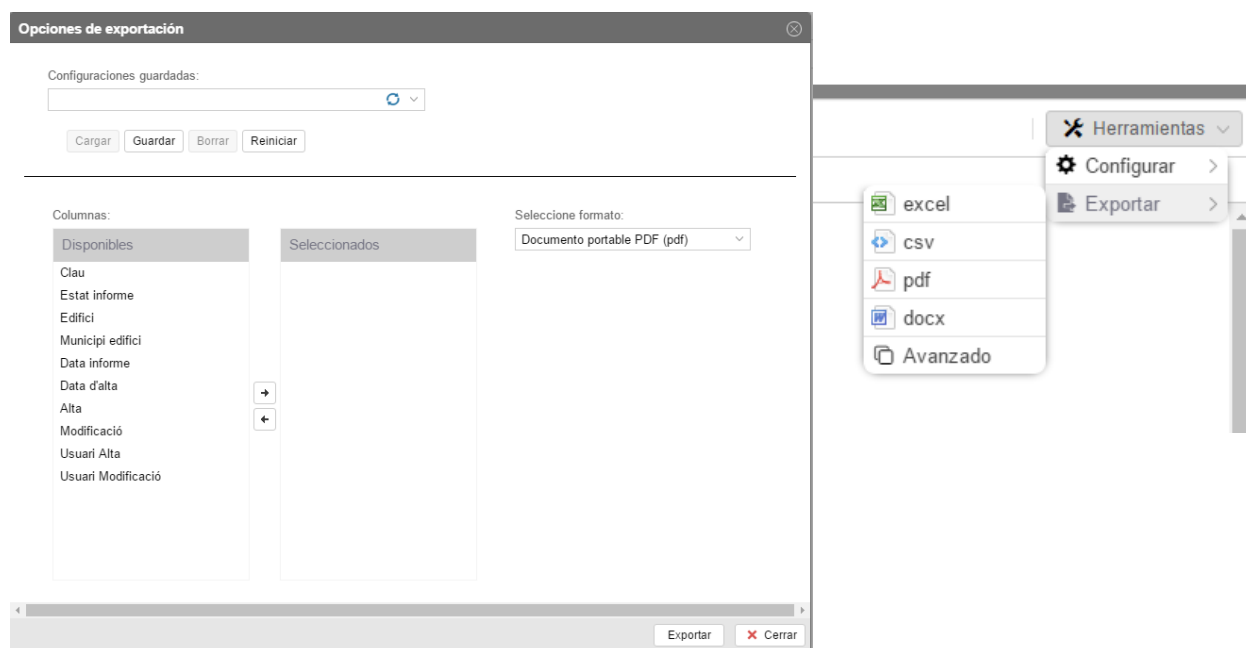 Opciones de exportación
Configuraciones guardadas:
Cargar Guardar Borrar Reiniciar
Columnas:
Disponibles
Clau
Estat informe
Edifici
Municipi edifici
Data informe
Data d'alta
Alta
Modificació
Usuari Alta
Usuari Modificació
Seleccionados
Seleccione formato:
Documento portable PDF (pdf)
Exportar Cerrar
Herramientas
Configurar
Exportar
excel
csv
pdf
docx
Avanzado